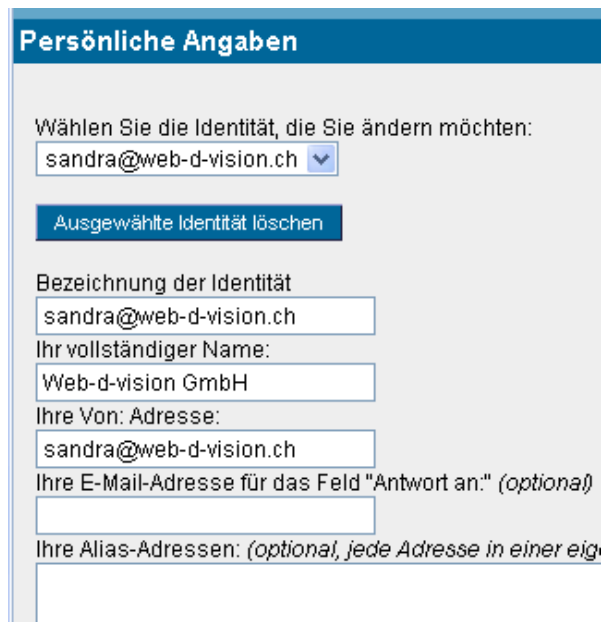 Persönliche Angaben
Wählen Sie die Identität, die Sie ändern möchten:
sandra@web-d-vision.ch
Ausgewählte Identität löschen
Bezeichnung der Identität
sandra@web-d-vision.ch
Ihr vollständiger Name:
Web-d-vision GmbH
Ihre Von: Adresse:
sandra@web-d-vision.ch
Ihre E-Mail-Adresse für das Feld "Antwort an:" (optional)
Ihre Alias-Adressen: (optional, jede Adresse in einer